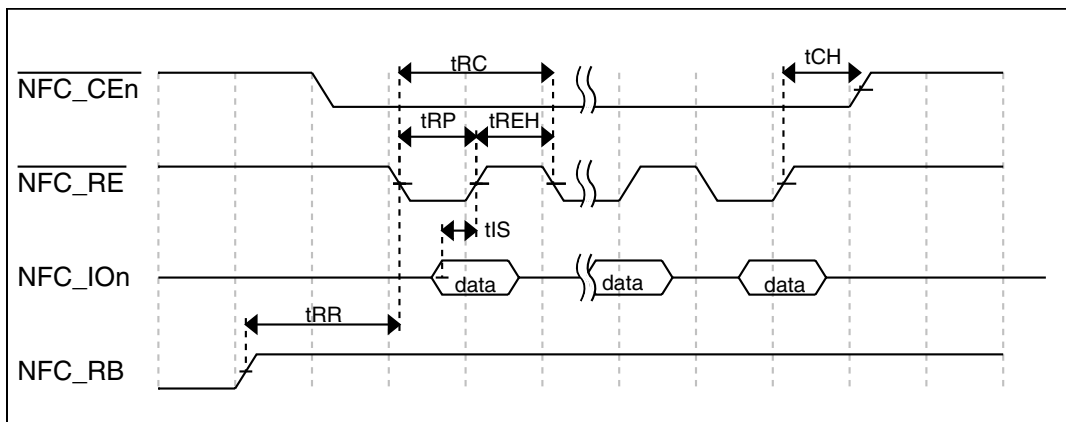 tRC
tCH
NFC_CEn
tRP
tREH
NFC_RE
tIS
NFC_IOn
data
data
data
tRR
NFC_RB